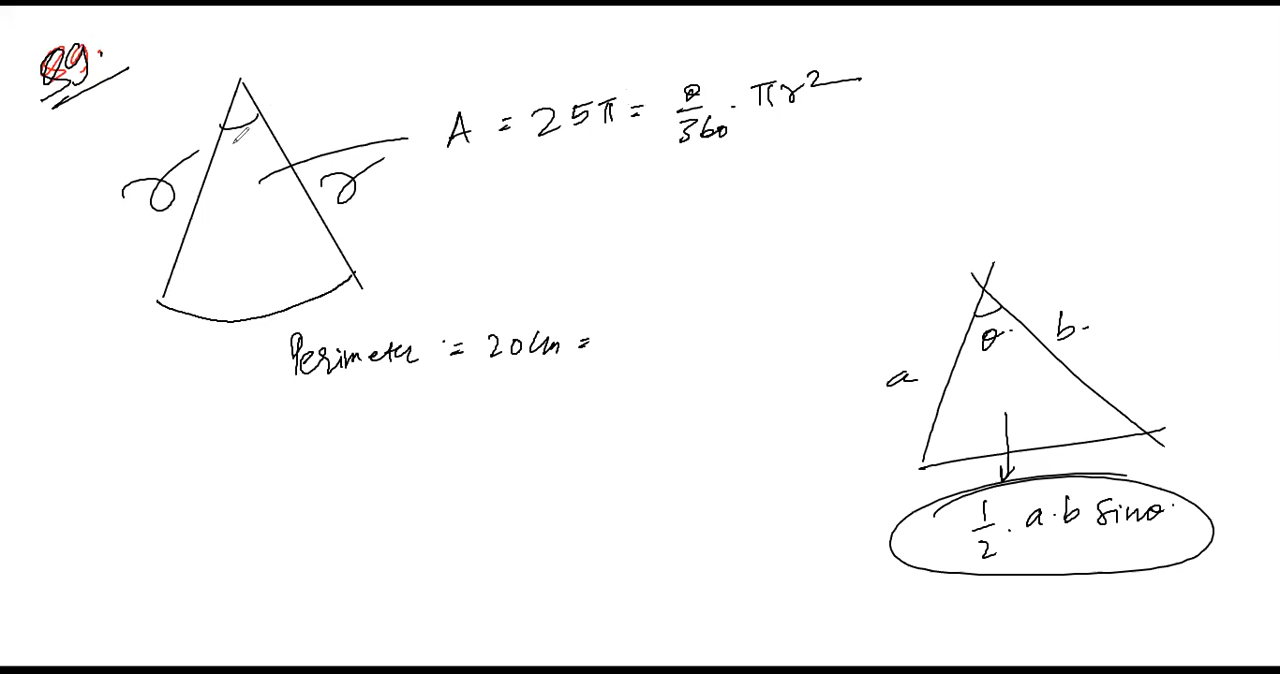 89.
A = 25π = θ/360 · πr²
r
r
Perimeter = 20cm =
θ
b
a
1/2 · a·b sinθ